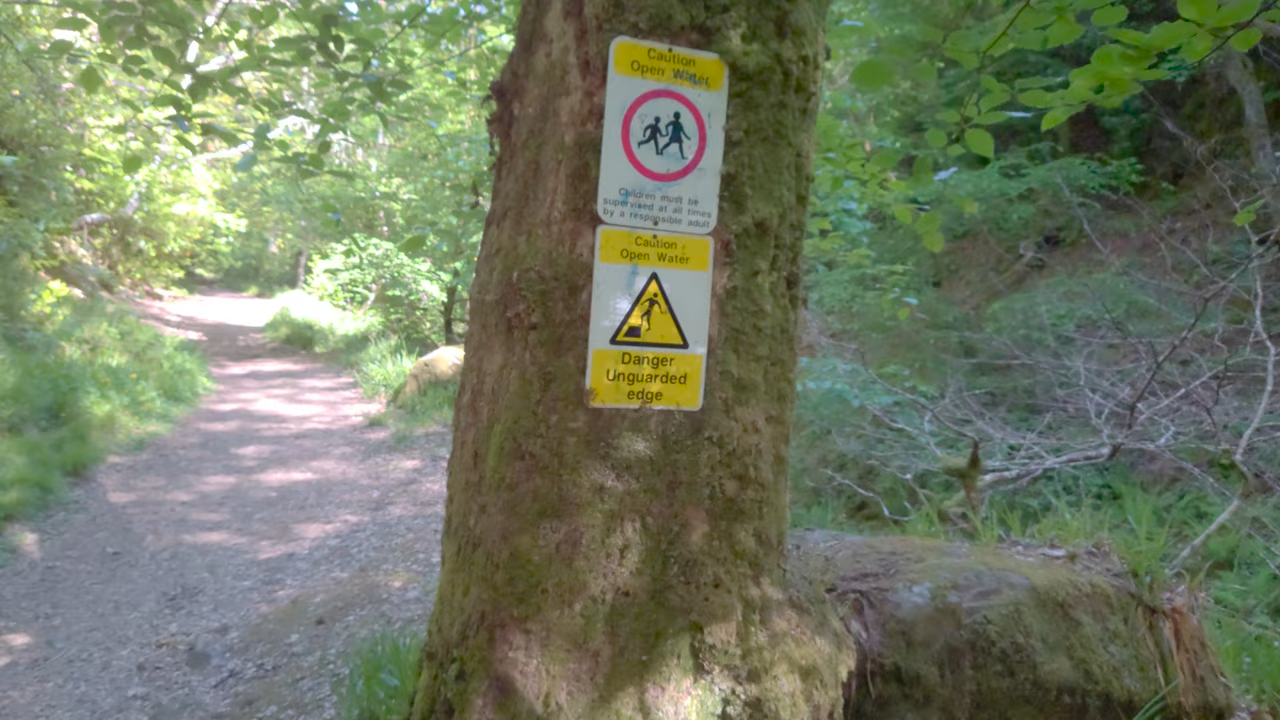 Caution
Open Water
Children must be
supervised at all times
by a responsible adult
Caution
Open Water
Danger
Unguarded
edge